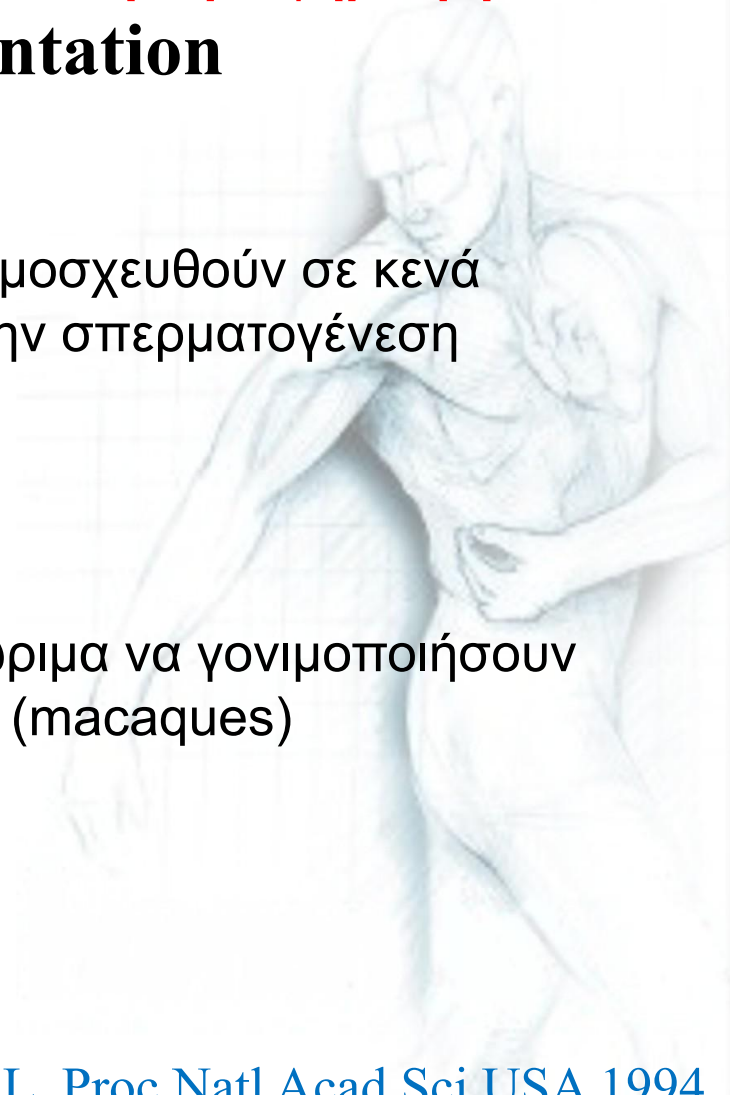 ntation
μοσχευθούν σε κενά
ην σπερματογένεση
ριμα να γονιμοποιήσουν
(macaques)
L. Proc Natl Acad Sci USA 1994